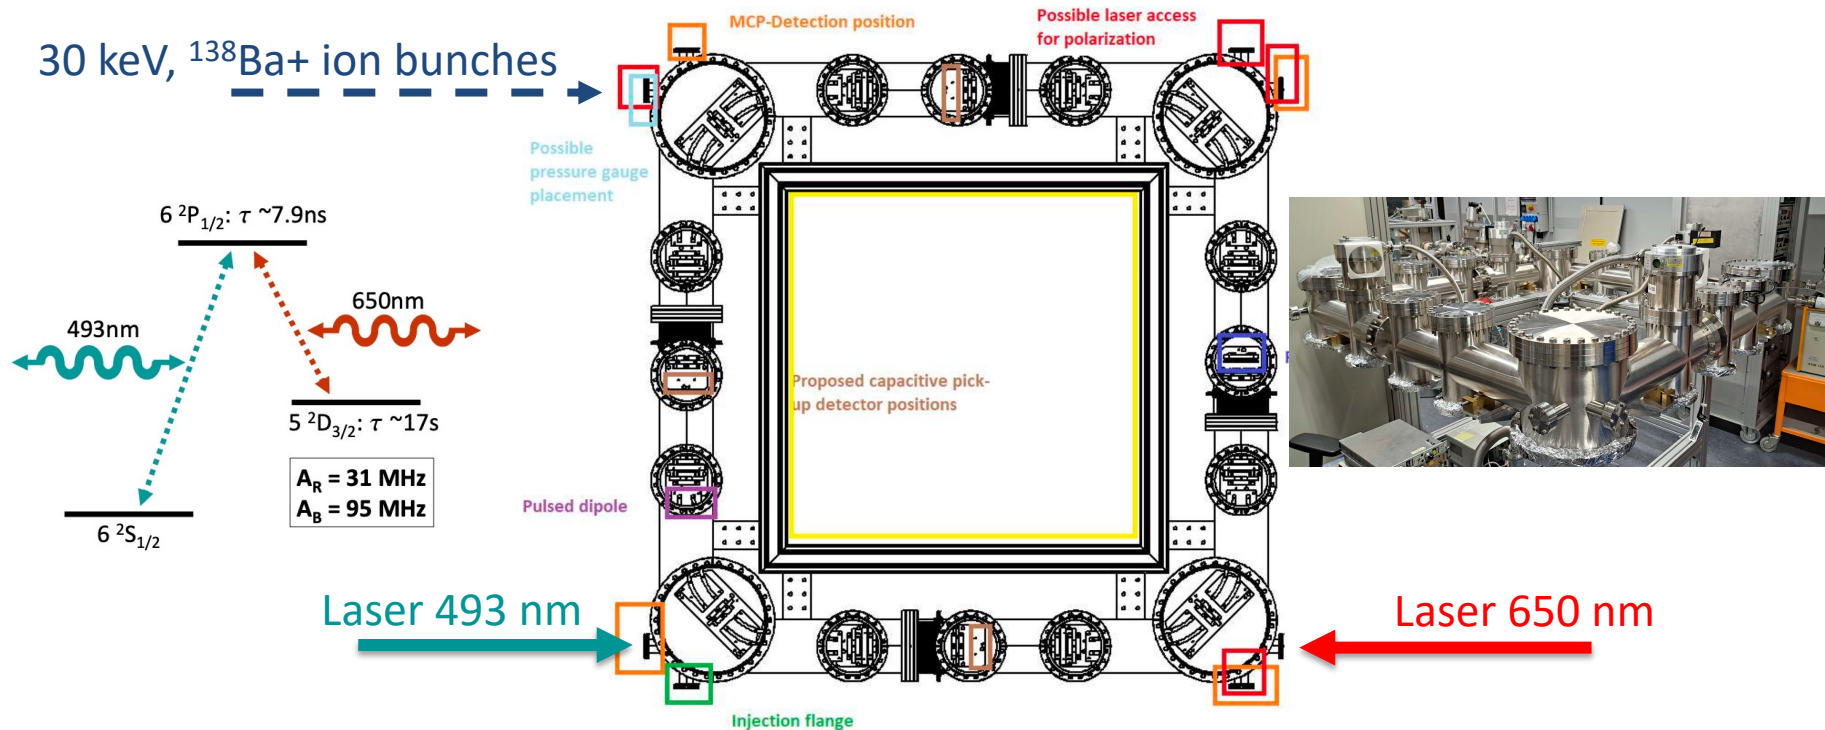 30 keV, ¹³⁸Ba+ ion bunches
MCP-Detection position
Possible laser access
for polarization
Possible
pressure gauge
placement
6 ²P₁/₂: τ ~7.9ns
650nm
493nm
5 ²D₃/₂: τ ~17s
A_R = 31 MHz
A_B = 95 MHz
6 ²S₁/₂
Proposed capacitive pick-
up detector positions
Pulsed dipole
Laser 493 nm
Laser 650 nm
Injection flange